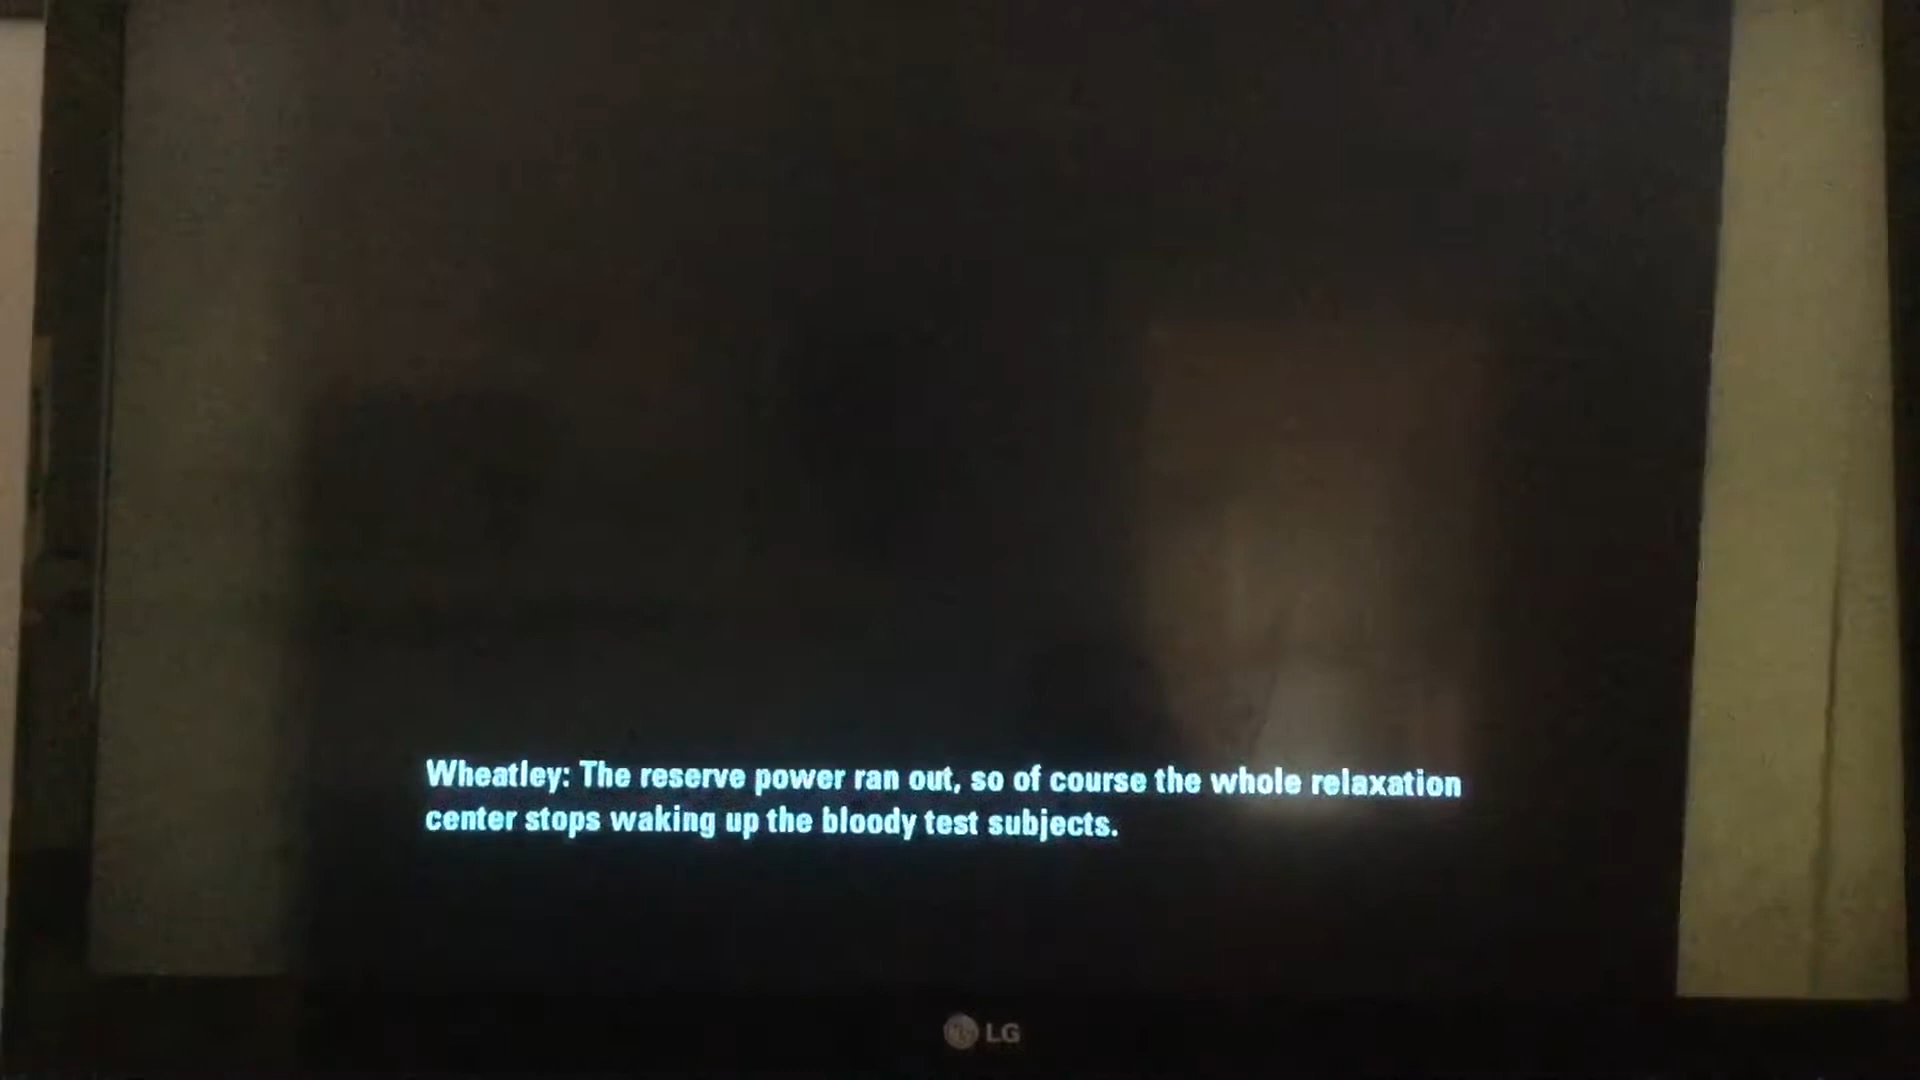 Wheatley: The reserve power ran out, so of course the whole relaxation
center stops waking up the bloody test subjects.
LG